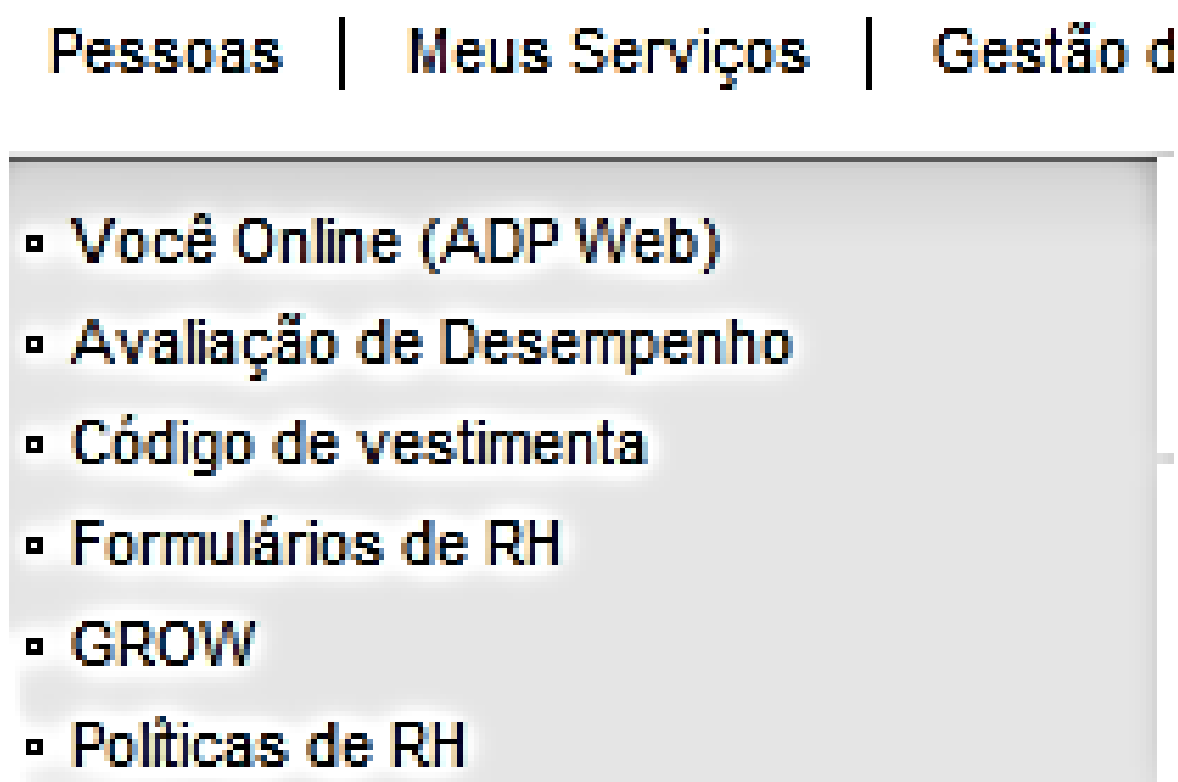 Pessoas | Meus Serviços | Gestão d
Você Online (ADP Web)
Avaliação de Desempenho
Código de vestimenta
Formulários de RH
GROW
Políticas de RH